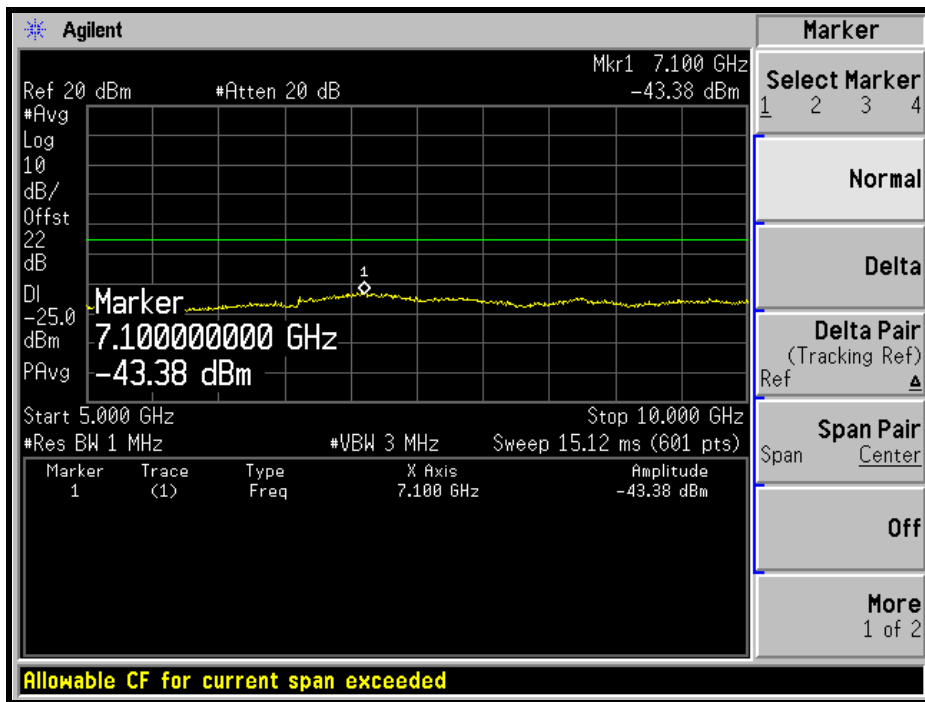 Agilent
Marker
Mkr1 7.100 GHz
Ref 20 dBm #Atten 20 dB -43.38 dBm
#Avg
Log
10
dB/
Offst
22
dB
DI
-25.0
dBm
PAvg
1
Marker
7.100000000 GHz
-43.38 dBm
Start 5.000 GHz Stop 10.000 GHz
#Res BW 1 MHz #VBW 3 MHz Sweep 15.12 ms (601 pts)
Marker Trace Type X Axis Amplitude
1 (1) Freq 7.100 GHz -43.38 dBm
Select Marker
1 2 3 4
Normal
Delta
Delta Pair
(Tracking Ref)
Ref Δ
Span Pair
Span Center
Off
More
1 of 2
Allowable CF for current span exceeded